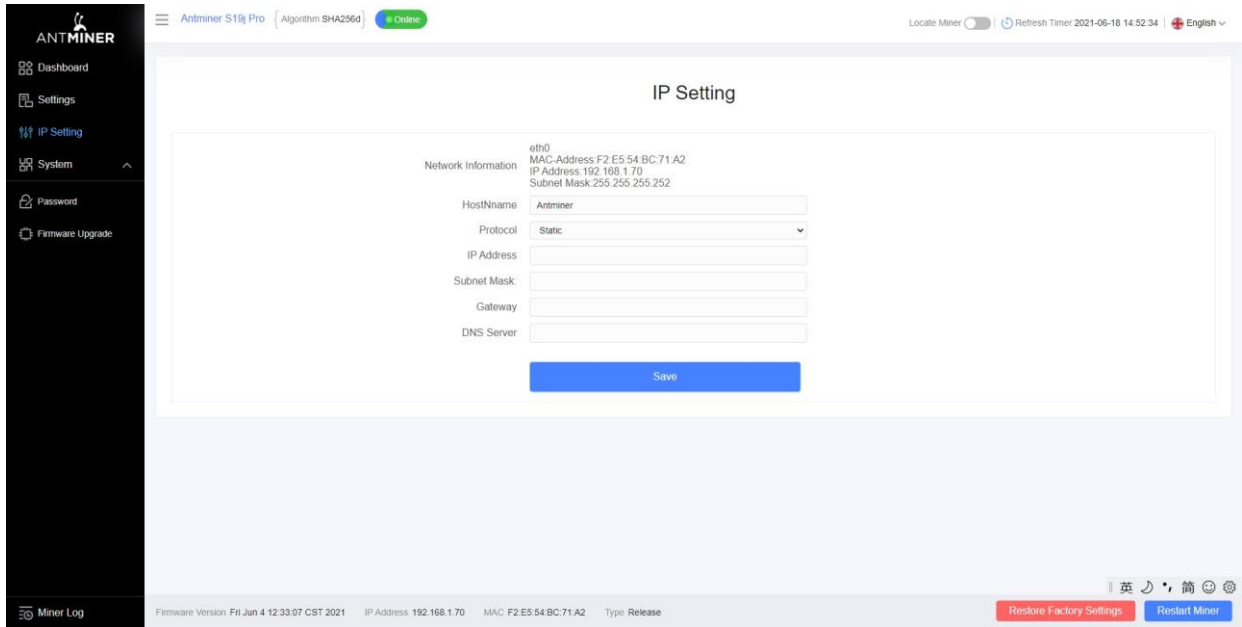 ANTMINER
Antminer S19j Pro { Algorithm SHA256d } Online
Locate Miner Refresh Timer 2021-06-18 14:52:34 English
Dashboard
Settings
IP Setting
System
Password
Firmware Upgrade
Miner Log
IP Setting
Network Information
eth0
MAC-Address:F2:E5:54:BC:71:A2
IP Address:192.168.1.70
Subnet Mask:255.255.255.252
HostNname Antminer
Protocol Static
IP Address
Subnet Mask:
Gateway
DNS Server
Save
英 简
Firmware Version Fri Jun 4 12:33:07 CST 2021 IP Address 192.168.1.70 MAC F2:E5:54:BC:71:A2 Type Release
Restore Factory Settings Restart Miner